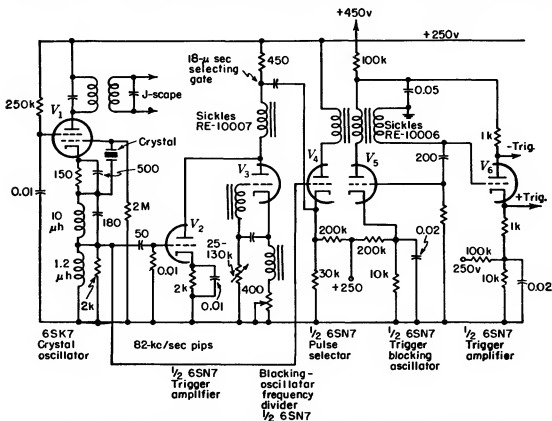 +450v
+250v
18-μ sec
selecting
gate
450
100k
0.05
Sickles
RE-10007
Sickles
RE-10006
J-scope
250k
V1
Crystal
500
150
0.01
10
μh
180
2M
1.2
μh
2k
50
0.01
V2
2k
0.01
V3
25-
130k
400
V4
V5
200
1k
-Trig.
V6
+Trig.
1k
200k
200k
0.02
30k
+250
10k
100k
250v
10k
0.02
6SK7
Crystal
oscillator
82-kc/sec pips
1/2 6SN7
Trigger
amplifier
Blacking-
oscillator
frequency
divider
1/2 6SN7
1/2 6SN7
Pulse
selector
1/2 6SN7
Trigger
blocking
ascillator
1/2 6SN7
Trigger
amplifier